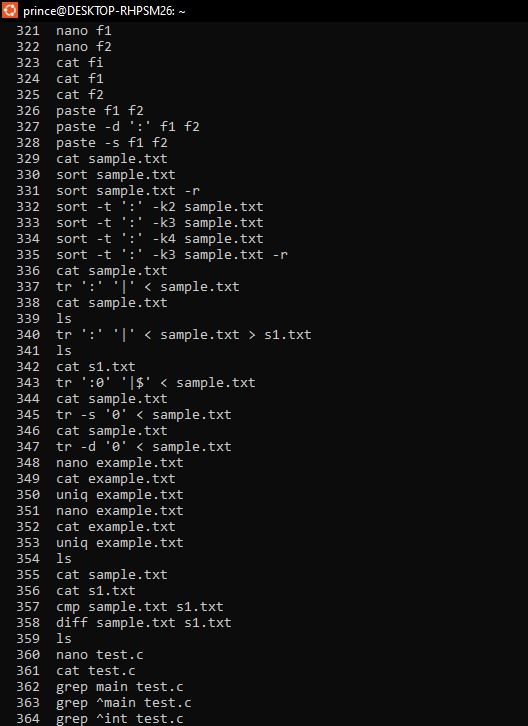 prince@DESKTOP-RHPSM26: ~
321 nano f1
322 nano f2
323 cat fi
324 cat f1
325 cat f2
326 paste f1 f2
327 paste -d ':' f1 f2
328 paste -s f1 f2
329 cat sample.txt
330 sort sample.txt
331 sort sample.txt -r
332 sort -t ':' -k2 sample.txt
333 sort -t ':' -k3 sample.txt
334 sort -t ':' -k4 sample.txt
335 sort -t ':' -k3 sample.txt -r
336 cat sample.txt
337 tr ':' '|' < sample.txt
338 cat sample.txt
339 ls
340 tr ':' '|' < sample.txt > s1.txt
341 ls
342 cat s1.txt
343 tr ':0' '|$' < sample.txt
344 cat sample.txt
345 tr -s '0' < sample.txt
346 cat sample.txt
347 tr -d '0' < sample.txt
348 nano example.txt
349 cat example.txt
350 uniq example.txt
351 nano example.txt
352 cat example.txt
353 uniq example.txt
354 ls
355 cat sample.txt
356 cat s1.txt
357 cmp sample.txt s1.txt
358 diff sample.txt s1.txt
359 ls
360 nano test.c
361 cat test.c
362 grep main test.c
363 grep ^main test.c
364 grep ^int test.c